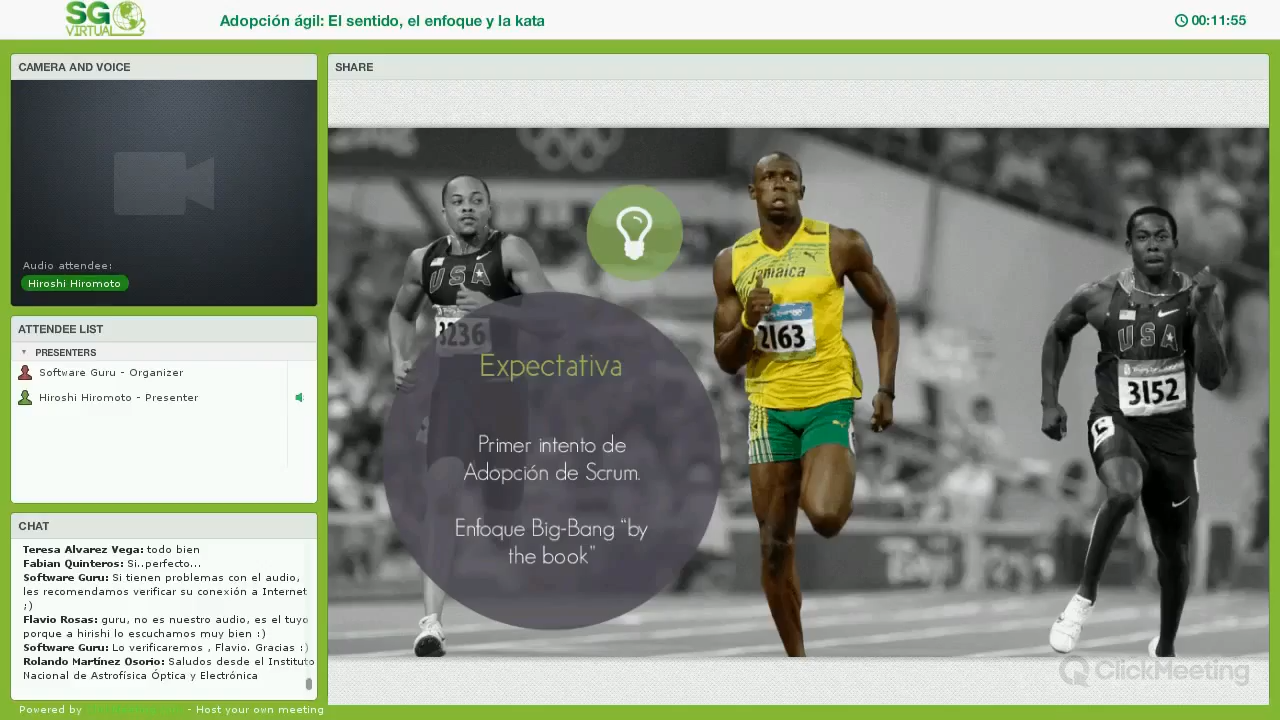 SG
VIRTUAL
Adopción ágil: El sentido, el enfoque y la kata
00:11:55
CAMERA AND VOICE
Audio attendee:
Hiroshi Hiromoto
ATTENDEE LIST
PRESENTERS
Software Guru - Organizer
Hiroshi Hiromoto - Presenter
CHAT
Teresa Alvarez Vega: todo bien
Fabian Quinteros: Si..perfecto...
Software Guru: Si tienen problemas con el audio,
les recomendamos verificar su conexión a Internet
;)
Flavio Rosas: guru, no es nuestro audio, es el tuyo
porque a hirishi lo escuchamos muy bien :)
Software Guru: Lo verificaremos , Flavio. Gracias :)
Rolando Martínez Osorio: Saludos desde el Instituto
Nacional de Astrofísica Óptica y Electrónica
Powered by - Host your own meeting
SHARE
USA
3236
Jamaica
2163
USA
3152
Expectativa
Primer intento de
Adopción de Scrum.
Enfoque Big-Bang “by
the book”
ClickMeeting